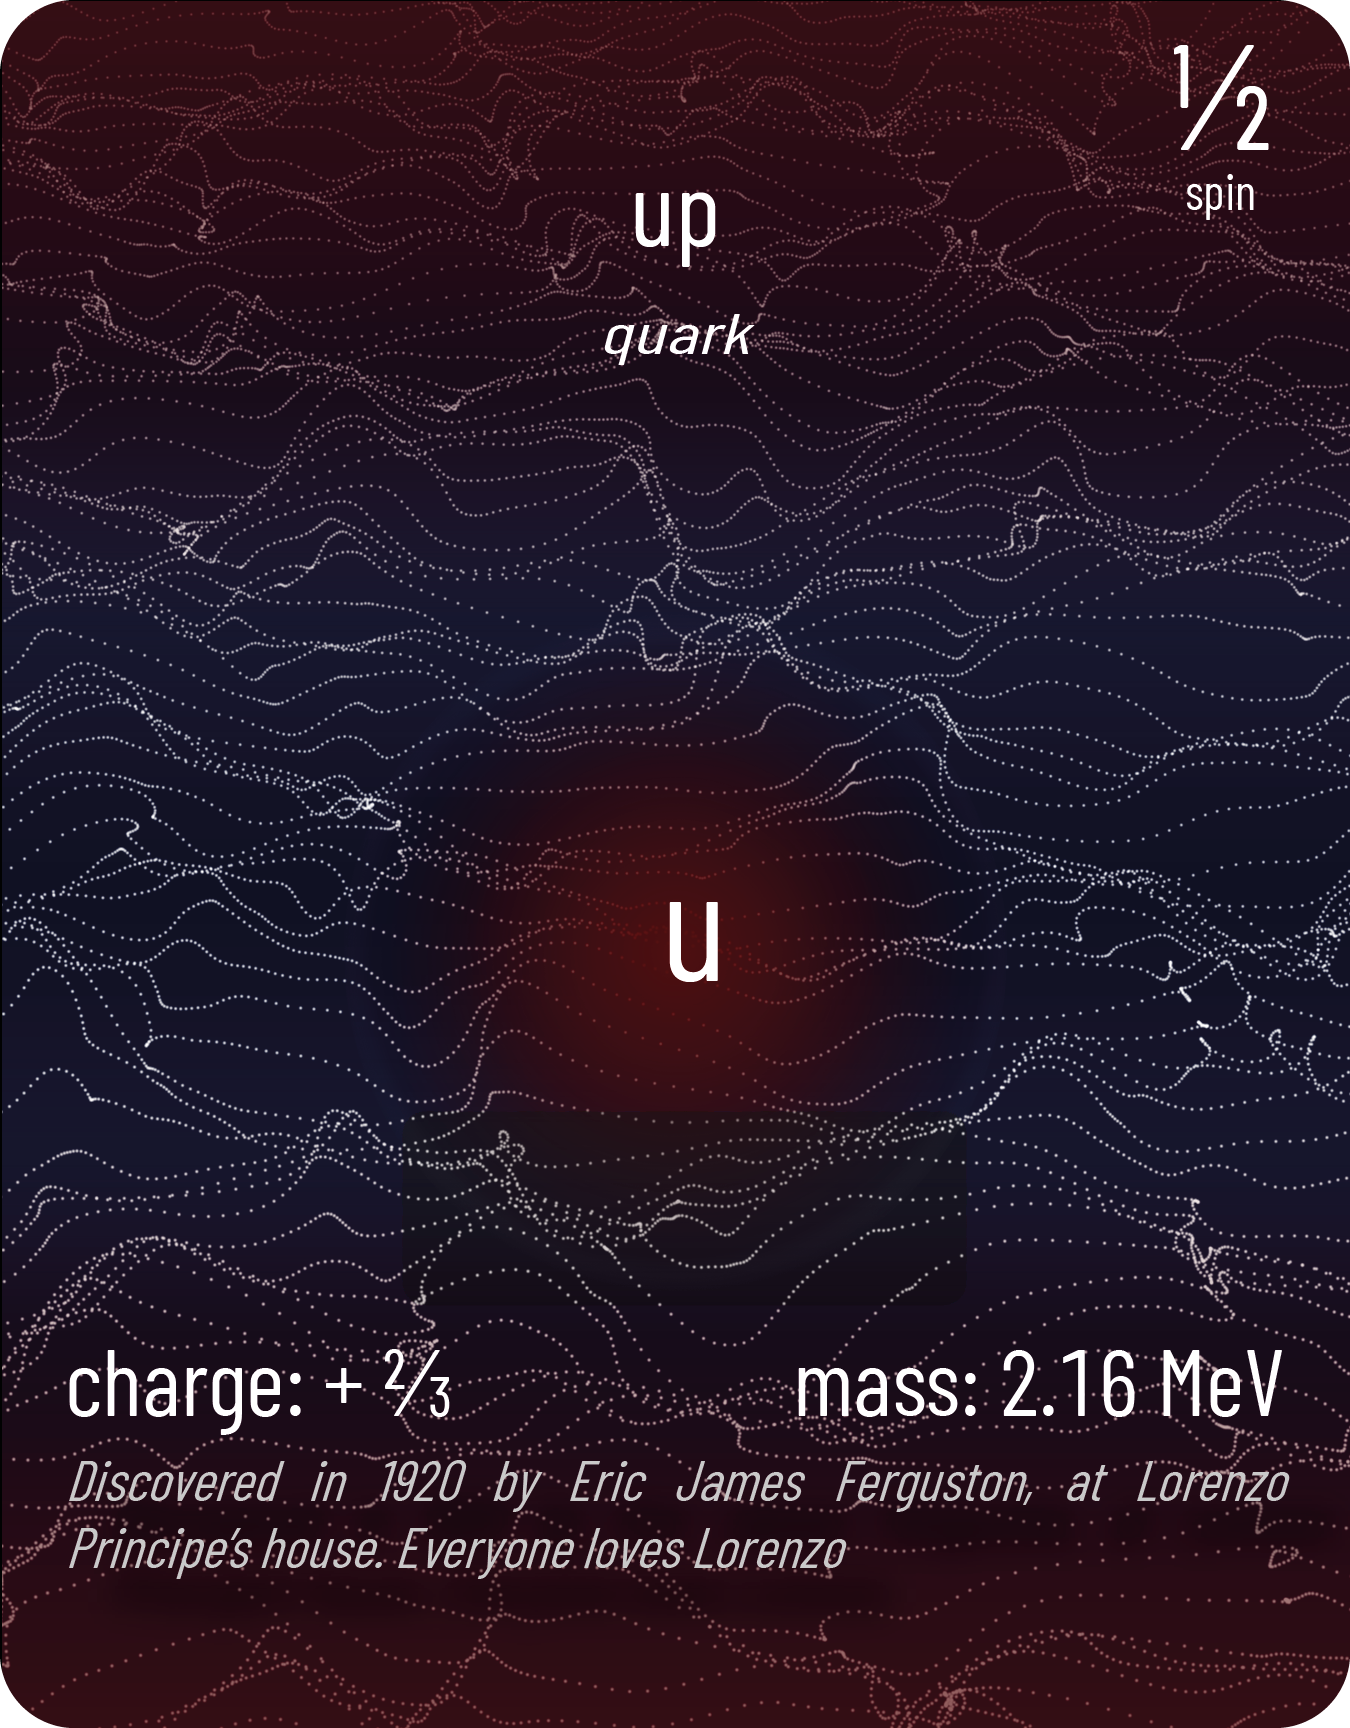 ½
spin
up
quark
u
charge: + ⅔
mass: 2.16 MeV
Discovered in 1920 by Eric James Ferguston, at Lorenzo
Principe's house. Everyone loves Lorenzo